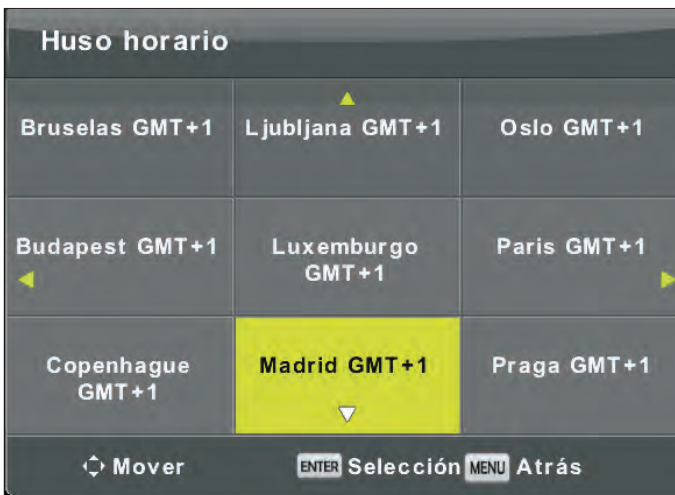 Huso horario
Bruselas GMT+1
Ljubljana GMT+1
Oslo GMT+1
Budapest GMT+1
Luxemburgo
GMT+1
Paris GMT+1
Copenhague
GMT+1
Madrid GMT+1
Praga GMT+1
Mover
ENTER Selección MENU Atrás